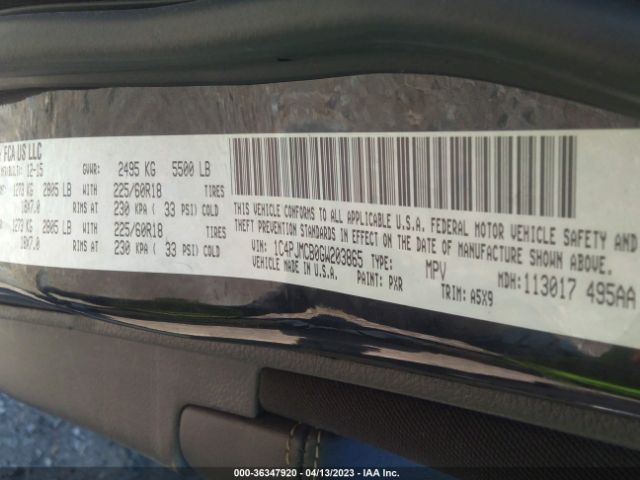 FCA US LLC
12-15
GVWR: 2495 KG 5500 LB
1270 KG 2805 LB WITH 225/60R18 TIRES
18X7.0 RIMS AT 230 KPA ( 33 PSI) COLD
1270 KG 2805 LB WITH 225/60R18 TIRES
18X7.0 RIMS AT 230 KPA ( 33 PSI) COLD
THIS VEHICLE CONFORMS TO ALL APPLICABLE U.S.A. FEDERAL MOTOR VEHICLE SAFETY AND
THEFT PREVENTION STANDARDS IN EFFECT ON THE DATE OF MANUFACTURE SHOWN ABOVE.
VIN: 1C4PJMCB0GW203865 TYPE: MPV MDH: 113017 495AA
PAINT: PXR TRIM: A5X9
000-36347920 - 04/13/2023 - IAA Inc.